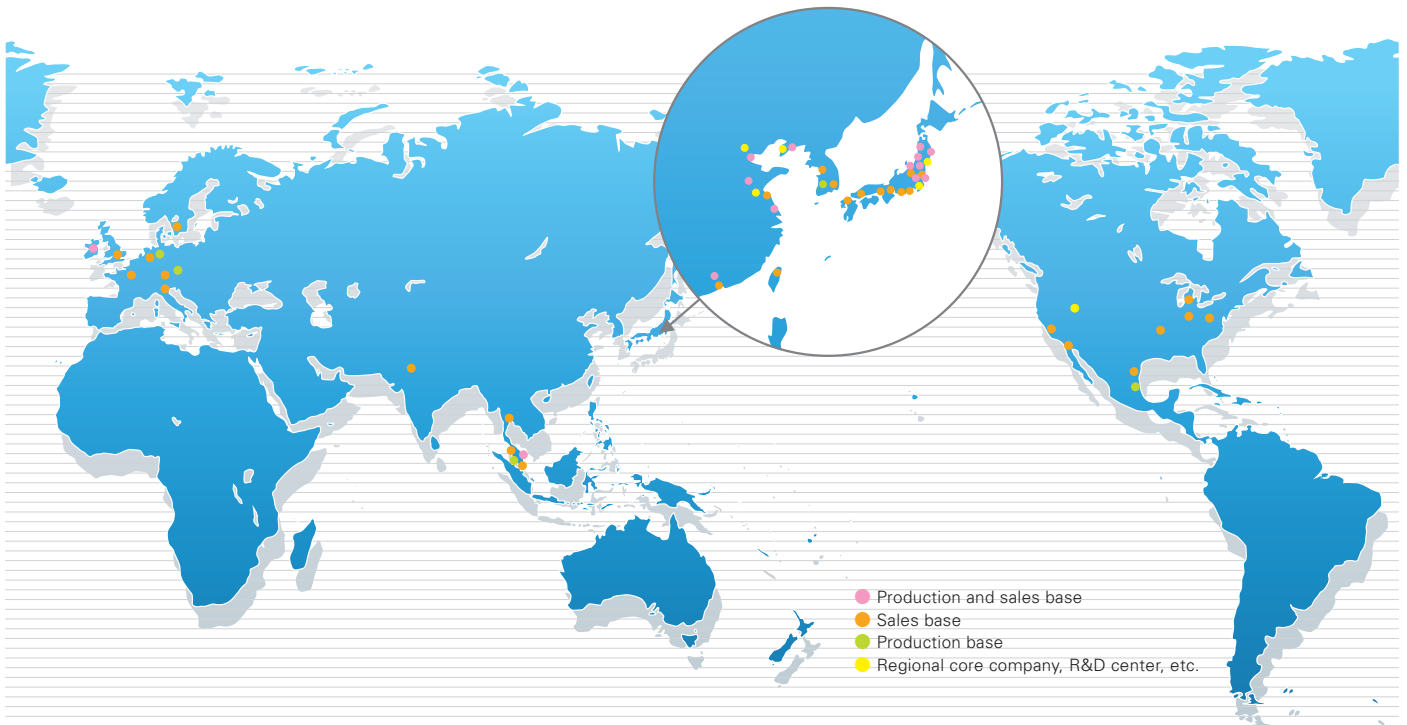 Production and sales base
Sales base
Production base
Regional core company, R&D center, etc.